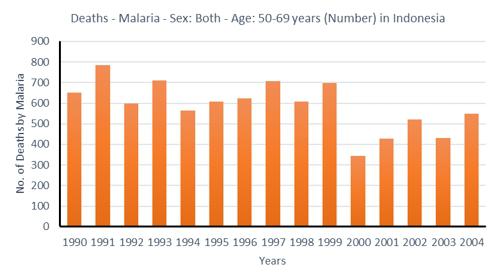 Deaths - Malaria - Sex: Both - Age: 50-69 years (Number) in Indonesia
No. of Deaths by Malaria
900
800
700
600
500
400
300
200
100
0
1990 1991 1992 1993 1994 1995 1996 1997 1998 1999 2000 2001 2002 2003 2004
Years